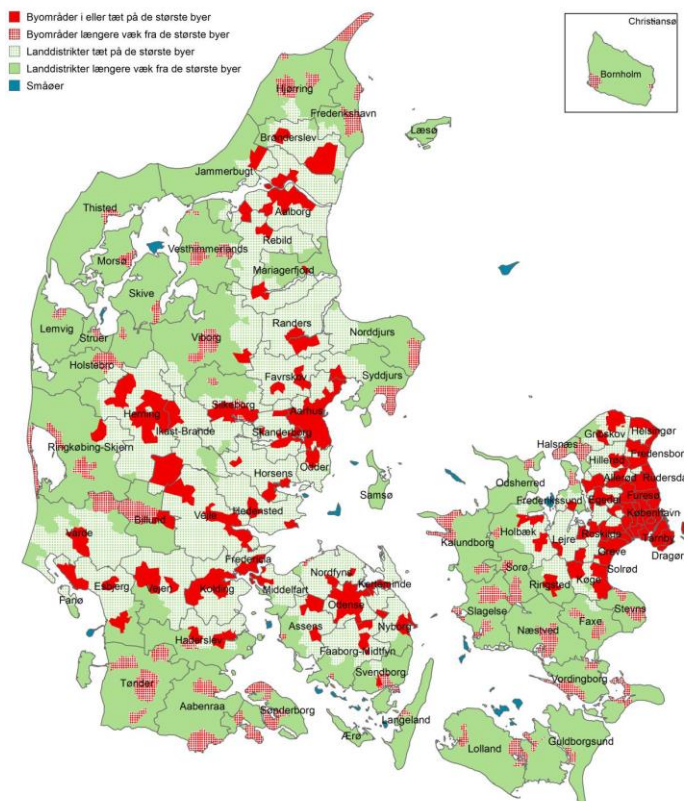 Byområder i eller tæt på de største byer
Byområder længere væk fra de største byer
Landdistrikter tæt på de største byer
Landdistrikter længere væk fra de største byer
Småøer
Christiansø
Bornholm
Hjørring
Frederikshavn
Læsø
Brønderslev
Jammerbugt
Thisted
Aalborg
Rebild
Vesthimmerlands
Morsø
Mariagerfjord
Skive
Lemvig
Struer
Randers
Norddjurs
Viborg
Holstebro
Favrskov
Syddjurs
Herning
Silkeborg
Aarhus
Ikast-Brande
Skanderborg
Ringkøbing-Skjern
Odder
Horsens
Samsø
Hedensted
Billund
Vejle
Varde
Fredericia
Fanø
Esbjerg
Vejen
Kolding
Middelfart
Nordfyns
Kerteminde
Odense
Assens
Nyborg
Haderslev
Faaborg-Midtfyn
Svendborg
Tønder
Aabenraa
Sønderborg
Langeland
Ærø
Gribskov
Helsingør
Halsnæs
Hillerød
Fredensborg
Odsherred
Allerød
Rudersdal
Frederikssund
Egedal
Furesø
København
Holbæk
Kalundborg
Lejre
Roskilde
Tårnby
Dragør
Greve
Solrød
Sorø
Ringsted
Køge
Slagelse
Stevns
Næstved
Faxe
Vordingborg
Lolland
Guldborgsund